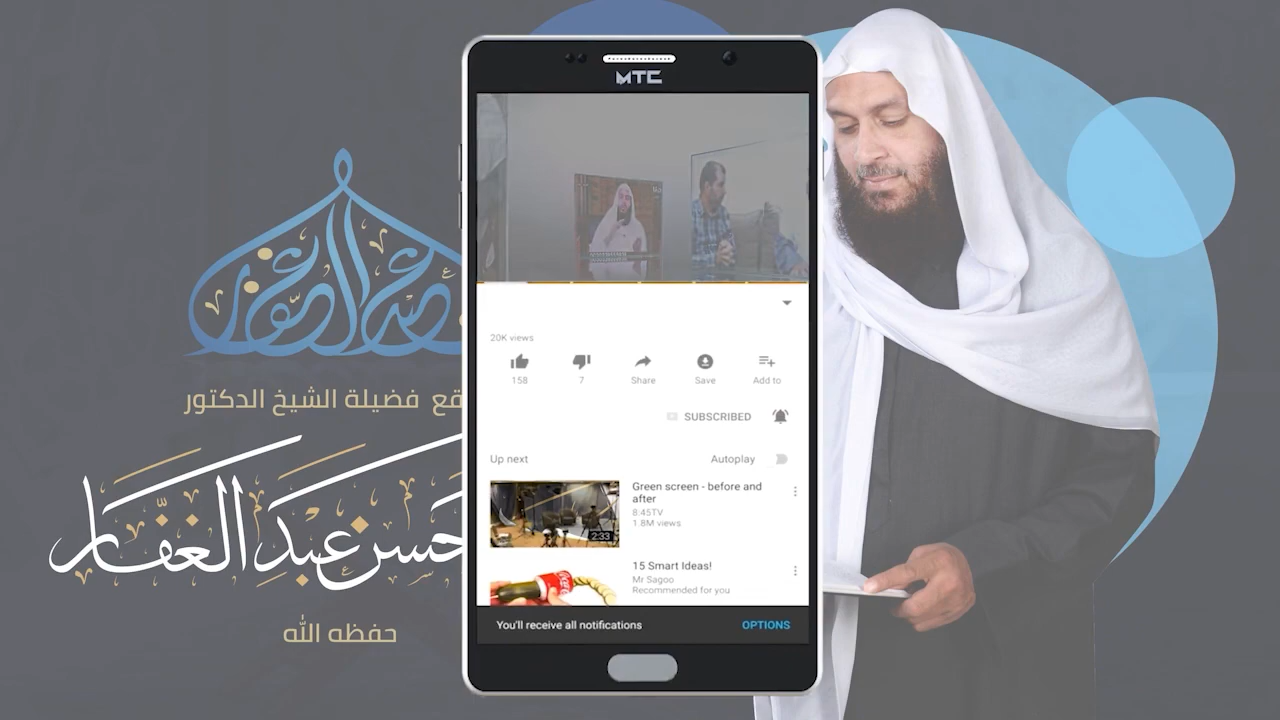 MTC
20K views
158
7
Share
Save
Add to
SUBSCRIBED
Up next
Autoplay
Green screen - before and
after
8:45TV
1.8M views
2:33
15 Smart Ideas!
Mr Sagoo
Recommended for you
You'll receive all notifications
OPTIONS
قع فضيلة الشيخ الدكتور
حسن عبد الغفار
حفظه الله